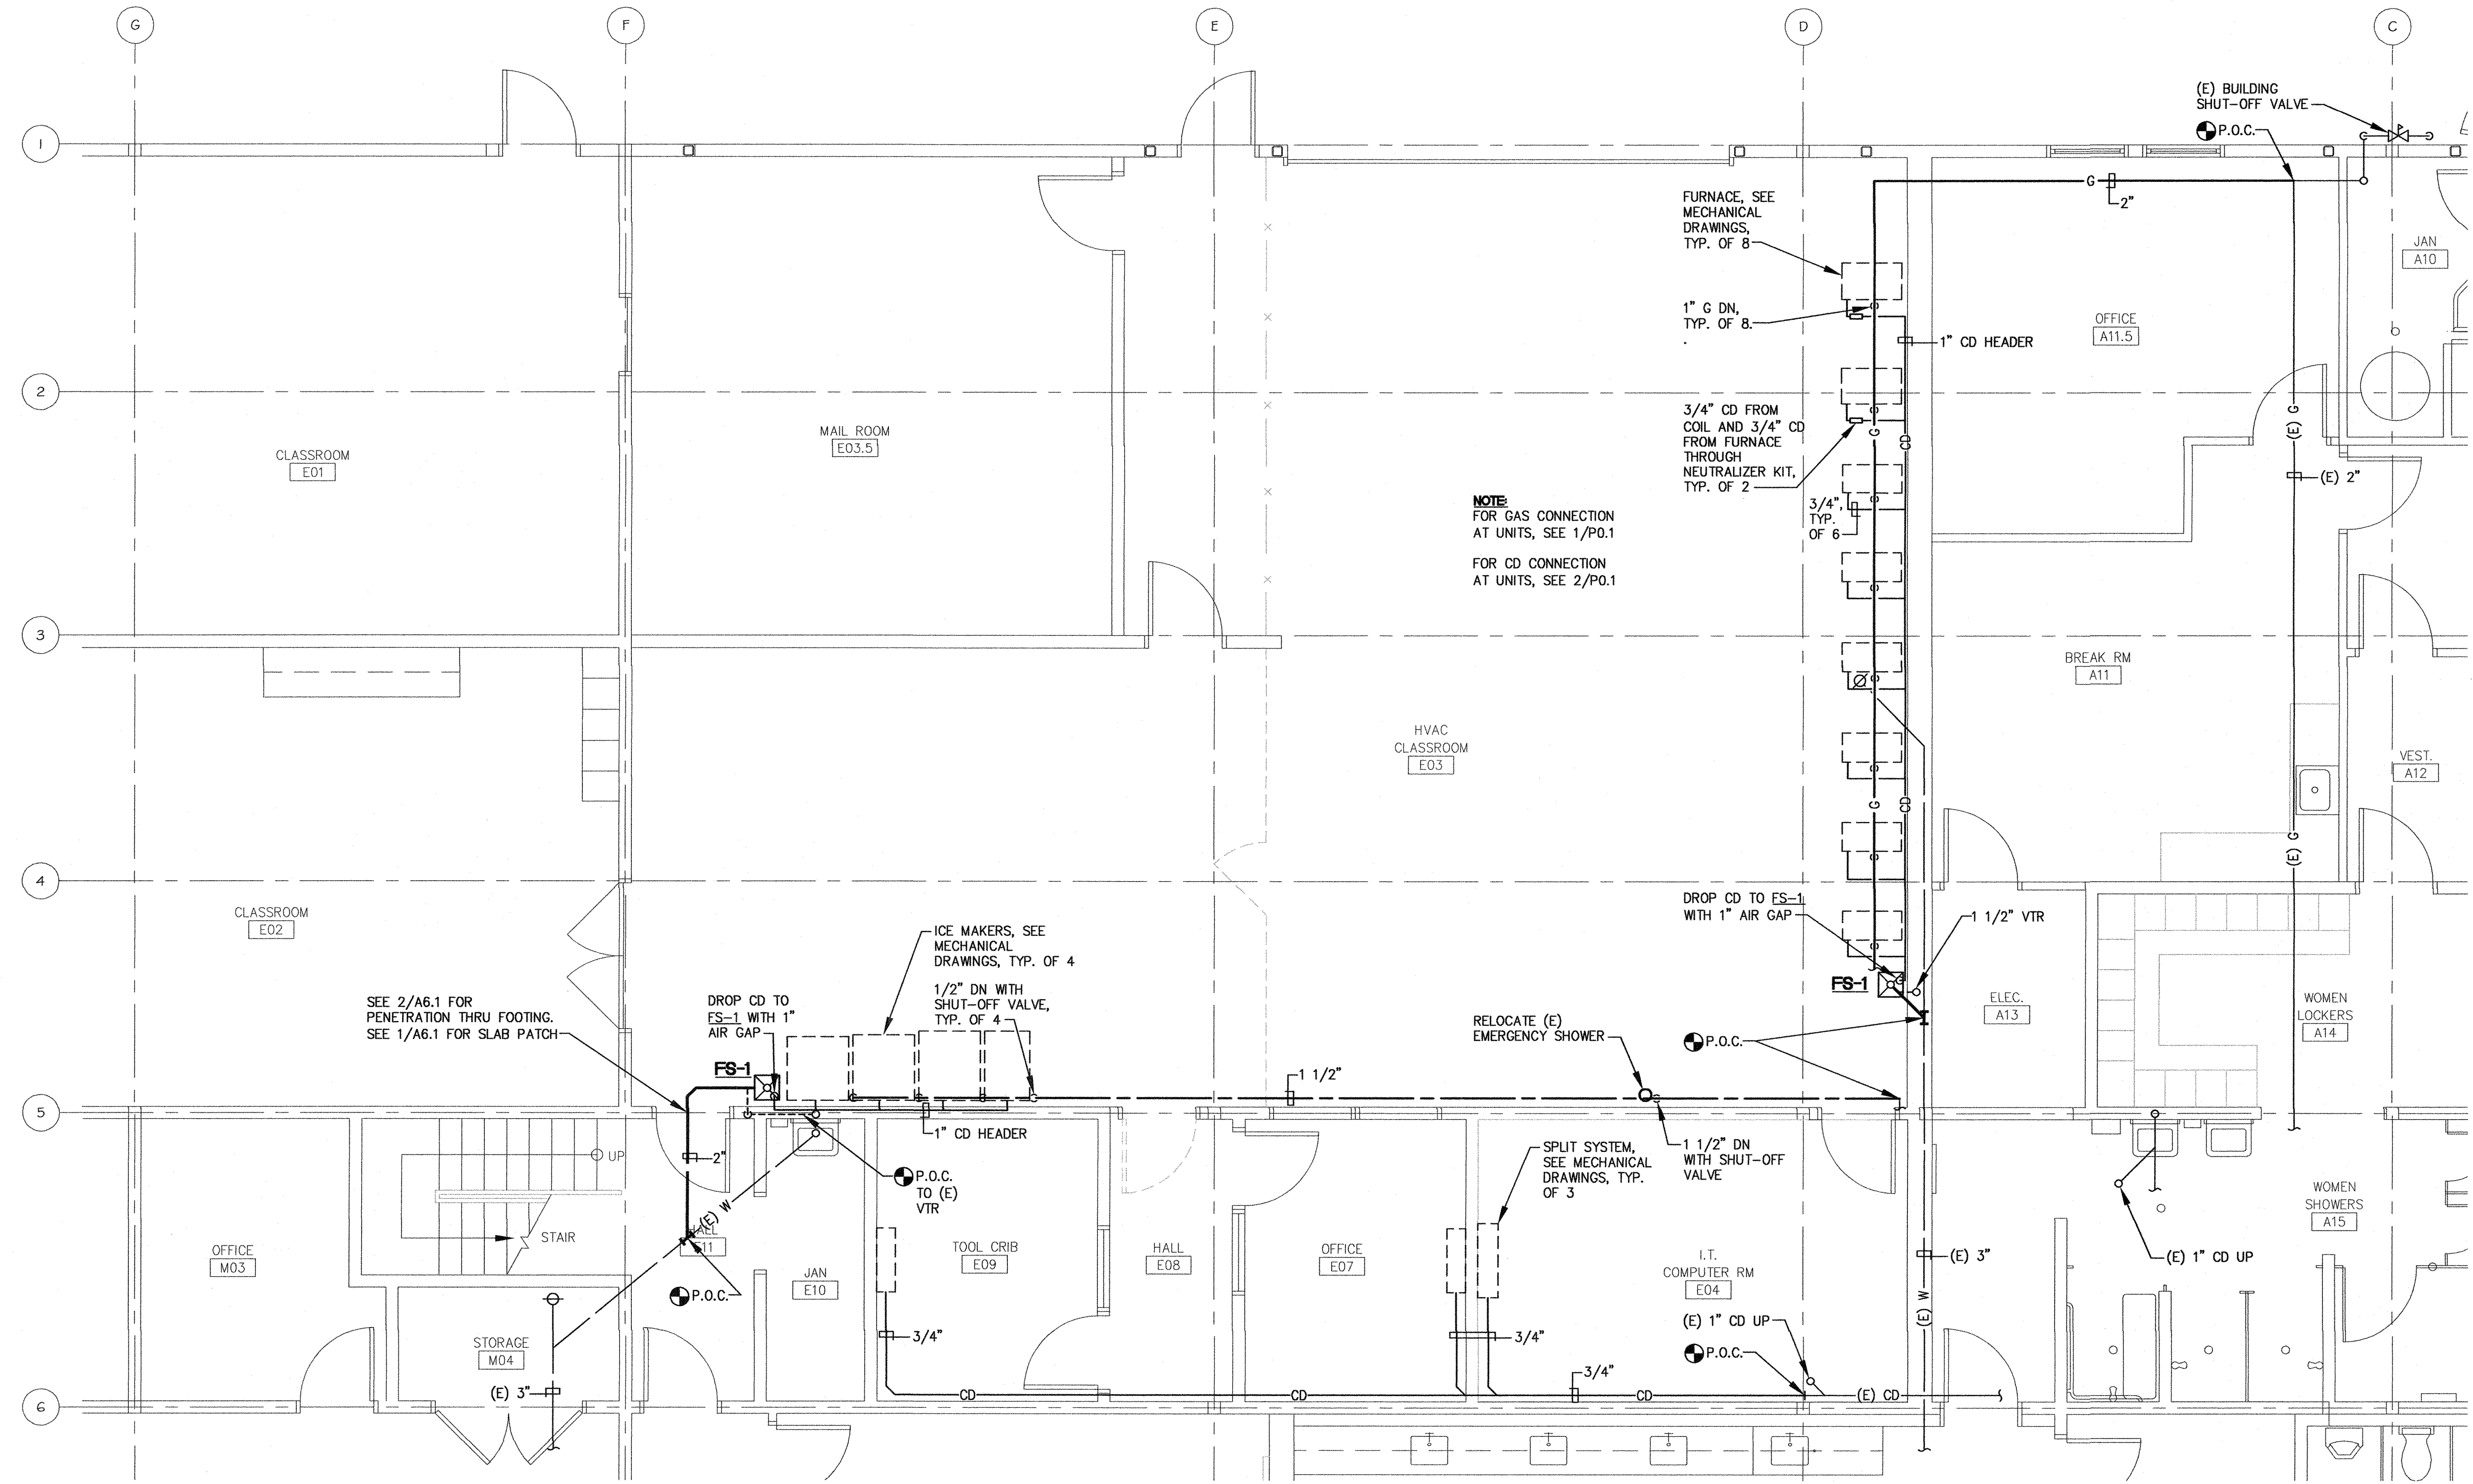 G
F
E
D
C
1
2
3
4
5
6
(E) BUILDING
SHUT-OFF VALVE
P.O.C.
G
2"
FURNACE, SEE
MECHANICAL
DRAWINGS,
TYP. OF 8
1" G DN,
TYP. OF 8.
1" CD HEADER
JAN
A10
OFFICE
A11.5
3/4" CD FROM
COIL AND 3/4" CD
FROM FURNACE
THROUGH
NEUTRALIZER KIT,
TYP. OF 2
G
CD
(E) G
(E) 2"
3/4",
TYP.
OF 6
CLASSROOM
E01
MAIL ROOM
E03.5
NOTE:
FOR GAS CONNECTION
AT UNITS, SEE 1/P0.1
FOR CD CONNECTION
AT UNITS, SEE 2/P0.1
BREAK RM
A11
HVAC
CLASSROOM
E03
VEST.
A12
G
CD
(E) G
CLASSROOM
E02
DROP CD TO FS-1
WITH 1" AIR GAP
1 1/2" VTR
ICE MAKERS, SEE
MECHANICAL
DRAWINGS, TYP. OF 4
1/2" DN WITH
SHUT-OFF VALVE,
TYP. OF 4
FS-1
ELEC.
A13
WOMEN
LOCKERS
A14
SEE 2/A6.1 FOR
PENETRATION THRU FOOTING.
SEE 1/A6.1 FOR SLAB PATCH
DROP CD TO
FS-1 WITH 1"
AIR GAP
RELOCATE (E)
EMERGENCY SHOWER
P.O.C.
FS-1
1 1/2"
1" CD HEADER
UP
2"
P.O.C.
TO (E)
VTR
SPLIT SYSTEM,
SEE MECHANICAL
DRAWINGS, TYP.
OF 3
1 1/2" DN
WITH SHUT-OFF
VALVE
WOMEN
SHOWERS
A15
(E) W
HALL
E11
STAIR
OFFICE
M03
TOOL CRIB
E09
HALL
E08
OFFICE
E07
I.T.
COMPUTER RM
E04
(E) 3"
(E) 1" CD UP
JAN
E10
P.O.C.
(E) W
(E) 1" CD UP
P.O.C.
STORAGE
M04
3/4"
3/4"
3/4"
(E) 3"
CD
CD
CD
(E) CD